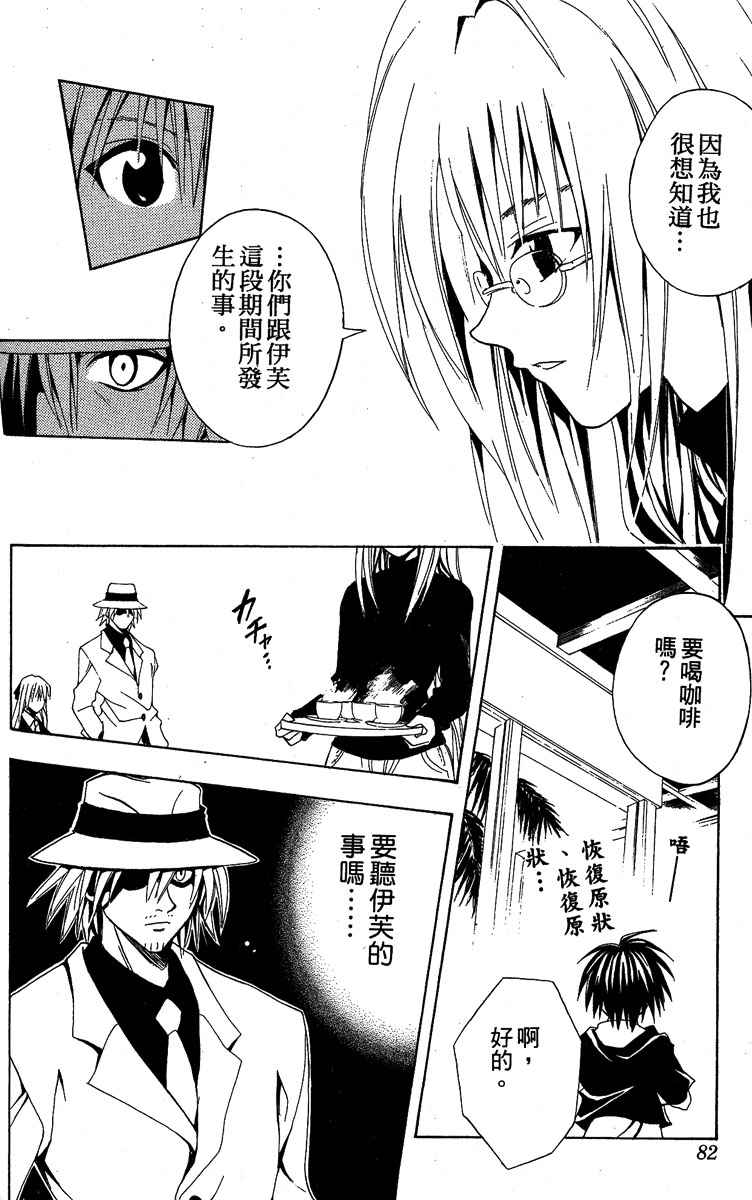 因為我也
很想知道…
…你們跟伊芙
這段期間所發
生的事。
要喝咖啡
嗎？
唔
恢復原狀
、恢復原
狀…
啊，
好的。
カチャ…
要聽伊芙的
事嗎……
82